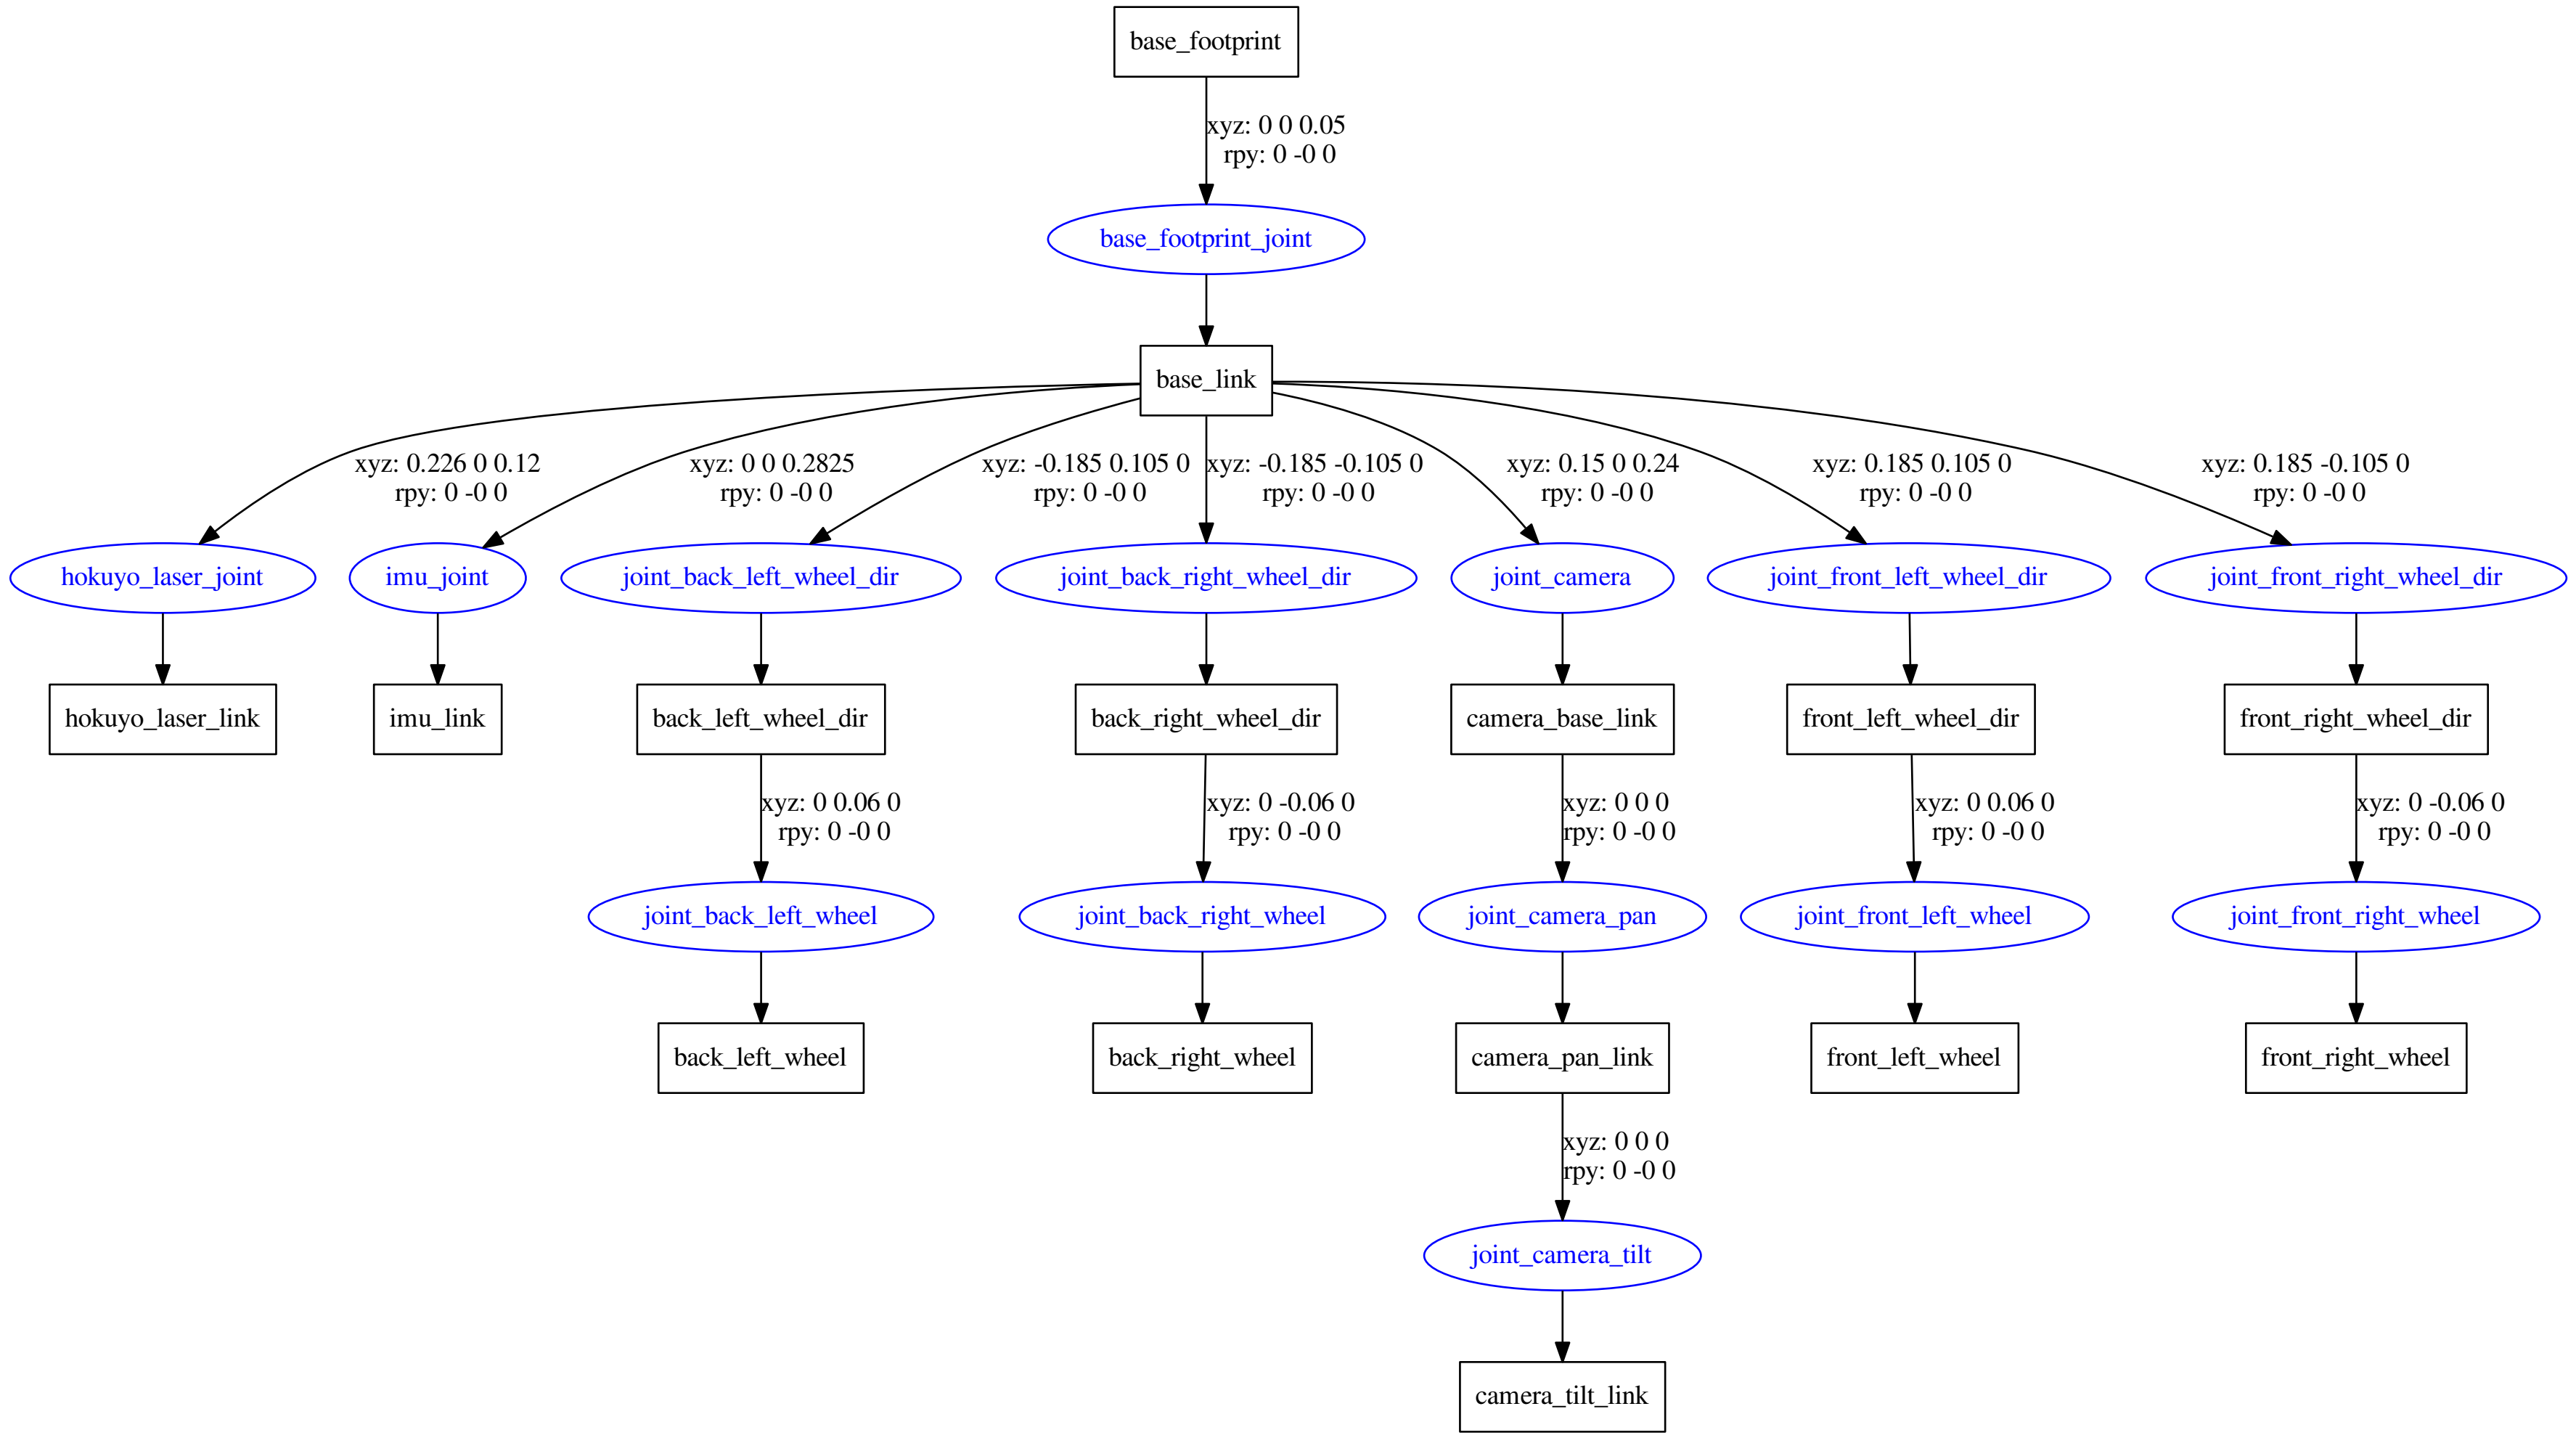 base_footprint
xyz: 0 0 0.05
rpy: 0 -0 0
base_footprint_joint
base_link
xyz: 0.226 0 0.12
rpy: 0 -0 0
xyz: 0 0 0.2825
rpy: 0 -0 0
xyz: -0.185 0.105 0
rpy: 0 -0 0
xyz: -0.185 -0.105 0
rpy: 0 -0 0
xyz: 0.15 0 0.24
rpy: 0 -0 0
xyz: 0.185 0.105 0
rpy: 0 -0 0
xyz: 0.185 -0.105 0
rpy: 0 -0 0
hokuyo_laser_joint
imu_joint
joint_back_left_wheel_dir
joint_back_right_wheel_dir
joint_camera
joint_front_left_wheel_dir
joint_front_right_wheel_dir
hokuyo_laser_link
imu_link
back_left_wheel_dir
back_right_wheel_dir
camera_base_link
front_left_wheel_dir
front_right_wheel_dir
xyz: 0 0.06 0
rpy: 0 -0 0
xyz: 0 -0.06 0
rpy: 0 -0 0
xyz: 0 0 0
rpy: 0 -0 0
xyz: 0 0.06 0
rpy: 0 -0 0
xyz: 0 -0.06 0
rpy: 0 -0 0
joint_back_left_wheel
joint_back_right_wheel
joint_camera_pan
joint_front_left_wheel
joint_front_right_wheel
back_left_wheel
back_right_wheel
camera_pan_link
front_left_wheel
front_right_wheel
xyz: 0 0 0
rpy: 0 -0 0
joint_camera_tilt
camera_tilt_link